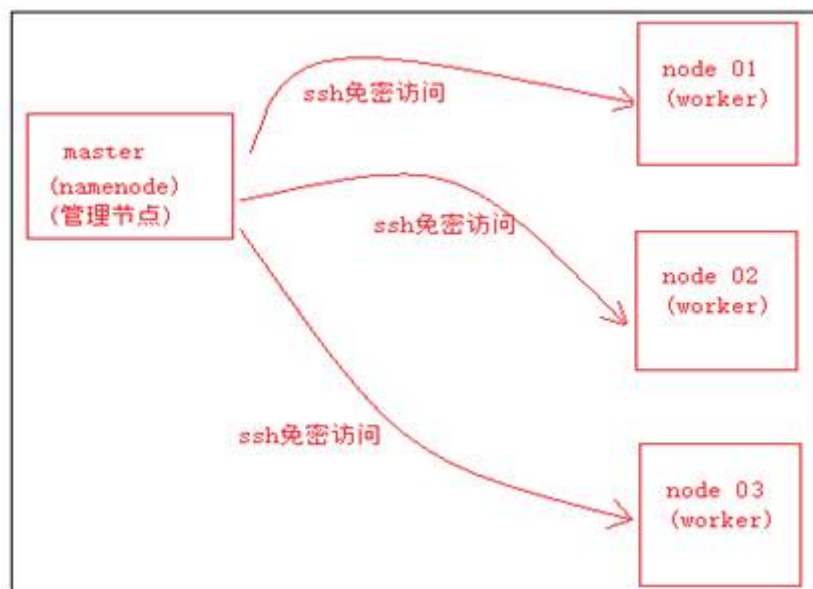 master
(namenode)
(管理节点)
ssh免密访问
node 01
(worker)
ssh免密访问
node 02
(worker)
ssh免密访问
node 03
(worker)